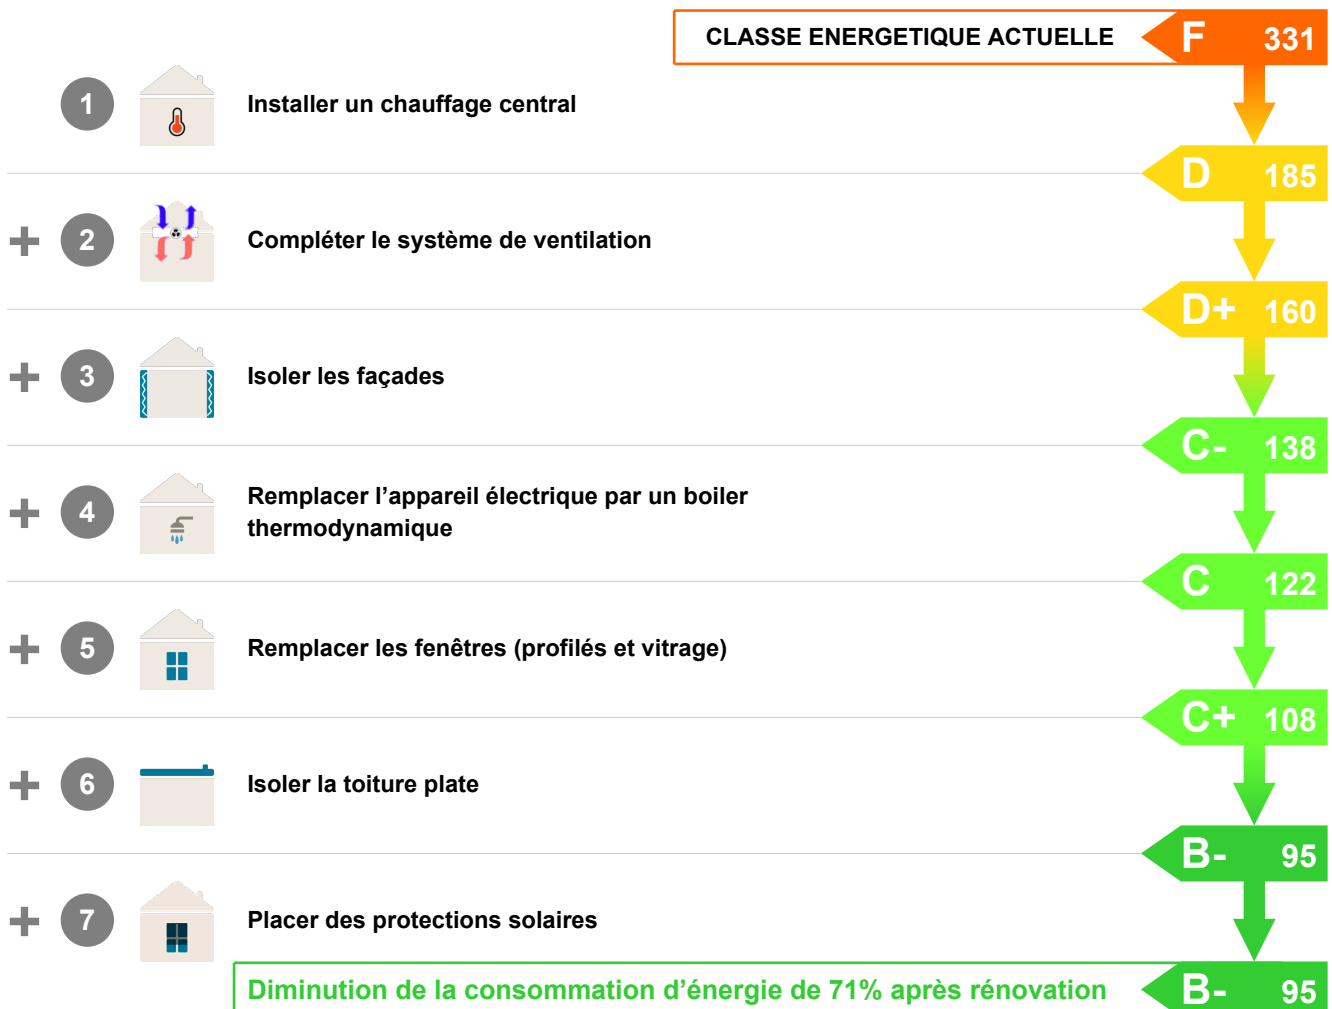 CLASSE ENERGETIQUE ACTUELLE F 331
1 Installer un chauffage central
D 185
+ 2 Compléter le système de ventilation
D+ 160
+ 3 Isoler les façades
C- 138
+ 4 Remplacer l’appareil électrique par un boiler
thermodynamique
C 122
+ 5 Remplacer les fenêtres (profilés et vitrage)
C+ 108
+ 6 Isoler la toiture plate
B- 95
+ 7 Placer des protections solaires
Diminution de la consommation d’énergie de 71% après rénovation B- 95